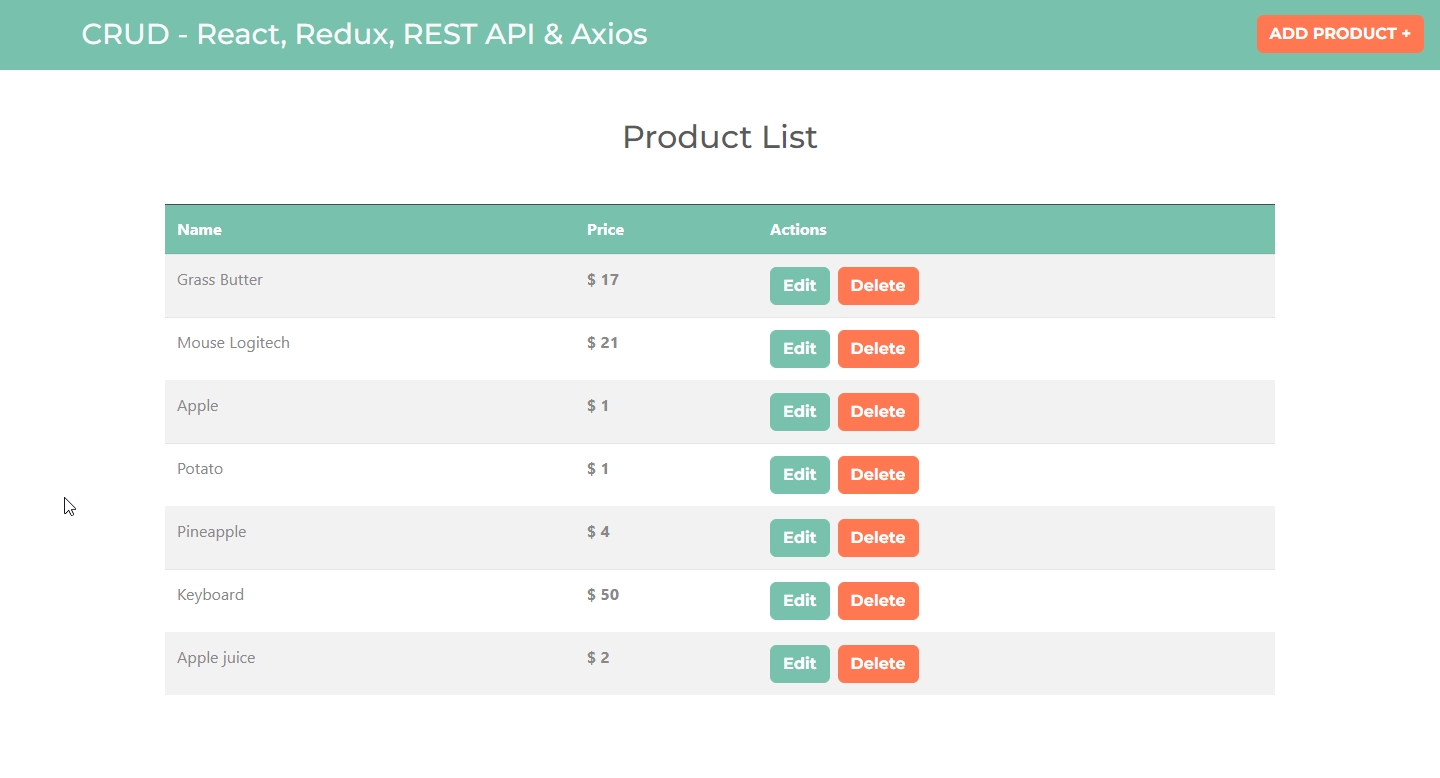 CRUD - React, Redux, REST API & Axios ADD PRODUCT +
Product List
Name Price Actions
Grass Butter $ 17 Edit Delete
Mouse Logitech $ 21 Edit Delete
Apple $ 1 Edit Delete
Potato $ 1 Edit Delete
Pineapple $ 4 Edit Delete
Keyboard $ 50 Edit Delete
Apple juice $ 2 Edit Delete